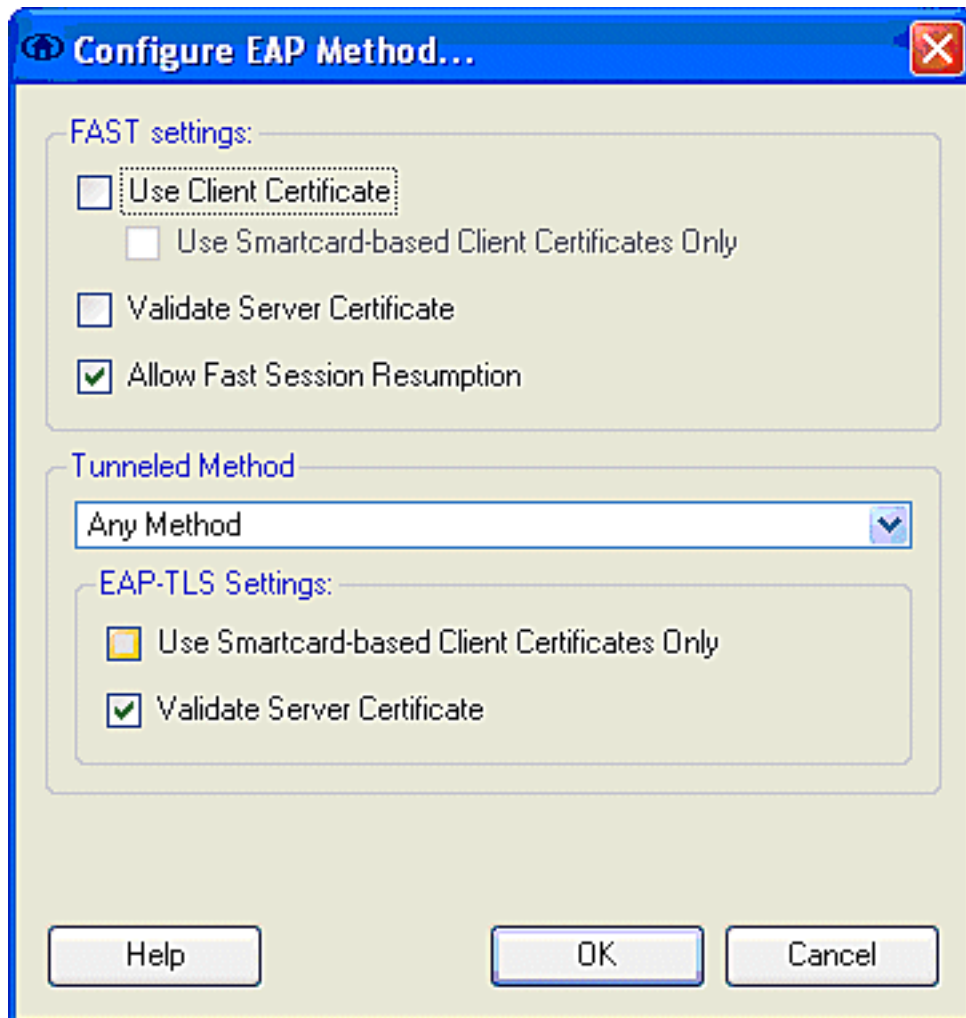 Configure EAP Method...
FAST settings:
Use Client Certificate
Use Smartcard-based Client Certificates Only
Validate Server Certificate
Allow Fast Session Resumption
Tunneled Method
Any Method
EAP-TLS Settings:
Use Smartcard-based Client Certificates Only
Validate Server Certificate
Help
OK
Cancel